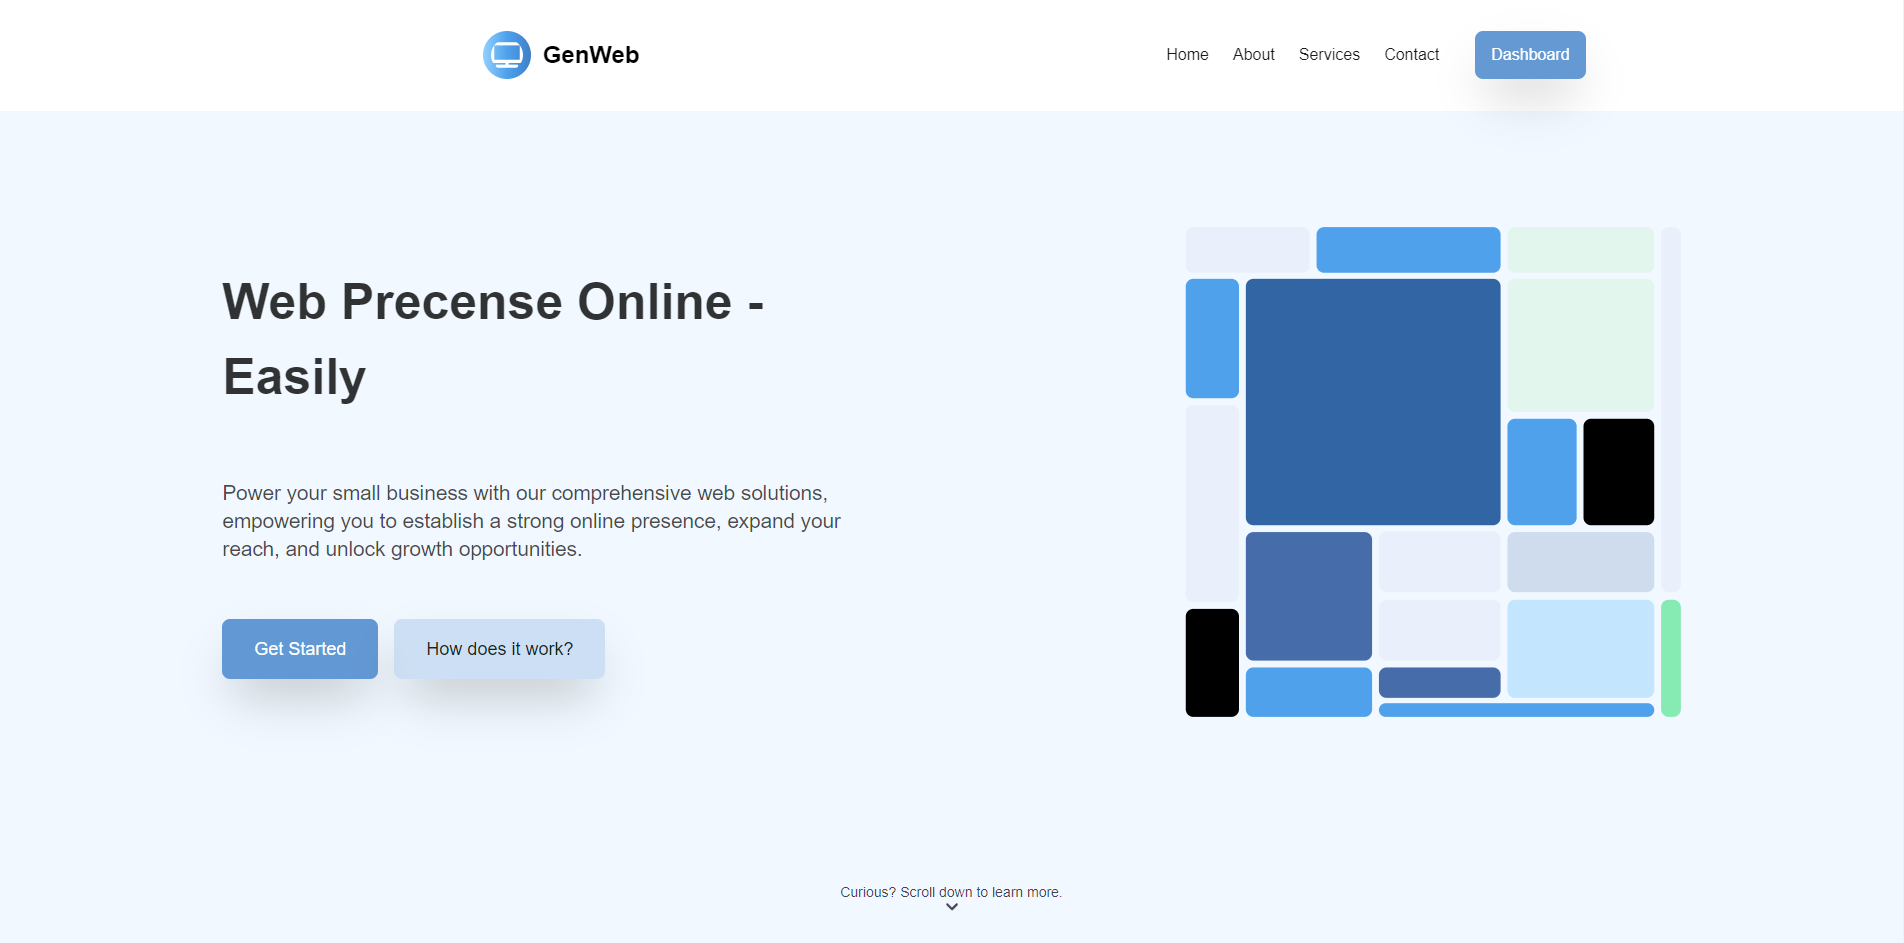 GenWeb
Home About Services Contact Dashboard
Web Precense Online -
Easily
Power your small business with our comprehensive web solutions,
empowering you to establish a strong online presence, expand your
reach, and unlock growth opportunities.
Get Started How does it work?
Curious? Scroll down to learn more.